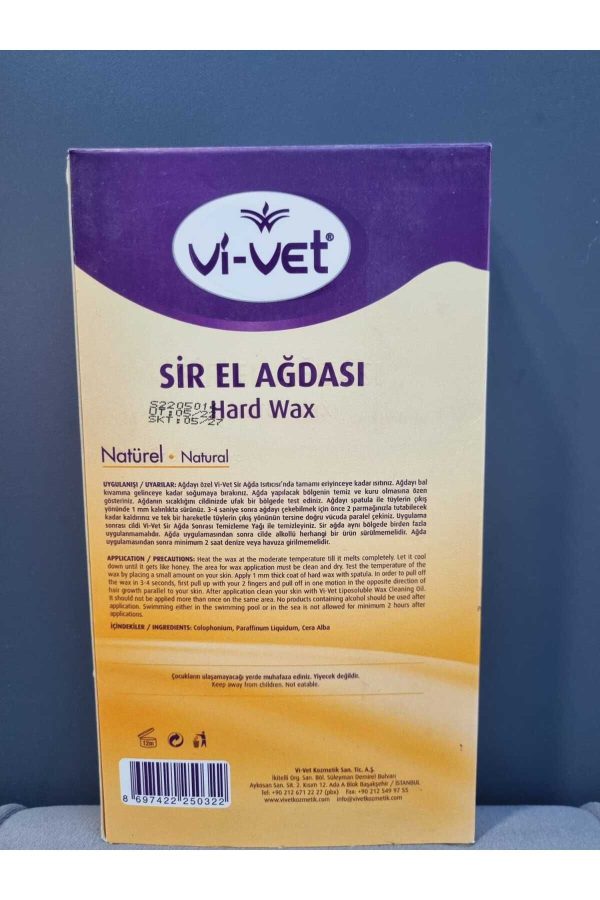 Vi-VET®
SİR EL AĞDASI
S220501
ÜT:05/22
Hard Wax
SKT:05/27
Natürel • Natural
UYGULANIŞI / UYARILAR: Ağdayı özel Vi-Vet Sir Ağda Isıtıcısı'nda tamamı eriyinceye kadar ısıtınız. Ağdayı bal
kıvamına gelinceye kadar soğumaya bırakınız. Ağda yapılacak bölgenin temiz ve kuru olmasına özen
gösteriniz. Ağdanın sıcaklığını cildinizde ufak bir bölgede test ediniz. Ağdayı spatula ile tüylerin çıkış
yönünde 1 mm kalınlıkta sürünüz. 3-4 saniye sonra ağdayı çekebilmek için önce 2 parmağınızla tutabilecek
kadar kaldırınız ve tek bir hareketle tüylerin çıkış yönünün tersine doğru vücuda paralel çekiniz. Uygulama
sonrası cildi Vi-Vet Sir Ağda Sonrası Temizleme Yağı ile temizleyiniz. Sir ağda aynı bölgede birden fazla
uygulanmamalıdır. Ağda uygulamasından sonra cilde alkollü herhangi bir ürün sürülmemelidir. Ağda
uygulamasından sonra minimum 2 saat denize veya havuza girilmemelidir.
APPLICATION / PRECAUTIONS: Heat the wax at the moderate temperature till it melts completely. Let it cool
down until it gets like honey. The area for wax application must be clean and dry. Test the temperature of the
wax by placing a small amount on your skin. Apply 1 mm thick coat of hard wax with spatula. In order to pull off
the wax in 3-4 seconds, first pull up with your 2 fingers and pull off in one motion in the opposite direction of
hair growth parallel to your skin. After application clean your skin with Vi-Vet Liposoluble Wax Cleaning Oil.
It should not be applied more than once on the same area. No products containing alcohol should be used after
application. Swimming either in the swimming pool or in the sea is not allowed for minimum 2 hours after
applications.
İÇİNDEKİLER / INGREDIENTS: Colophonium, Paraffinum Liquidum, Cera Alba
Çocukların ulaşamayacağı yerde muhafaza ediniz. Yiyecek değildir.
Keep away from children. Not eatable.
12m
Vi-Vet Kozmetik San. Tic. A.Ş.
İkitelli Org. San. Böl. Süleyman Demirel Bulvarı
Aykosan San. Sit. 2. Kısım 12. Ada A-Blok Başakşehir / İSTANBUL
Tel: +90 212 671 22 27 (pbx) Fax: +90 212 549 97 55
www.vivetkozmetik.com info@vivetkozmetik.com
8 697422 250322